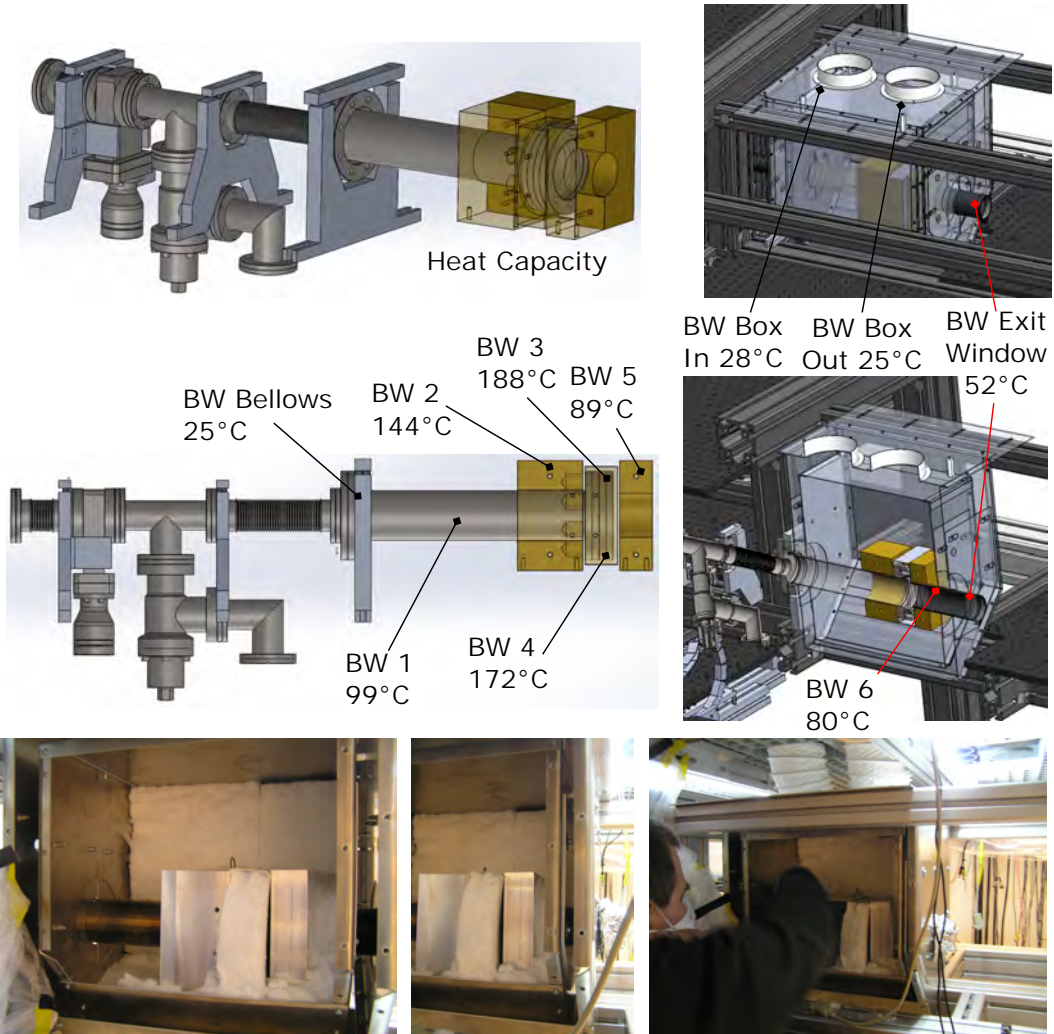 Heat Capacity
BW Box
In 28°C
BW Box
Out 25°C
BW Exit
Window
52°C
BW Bellows
25°C
BW 2
144°C
BW 3
188°C
BW 5
89°C
BW 1
99°C
BW 4
172°C
BW 6
80°C